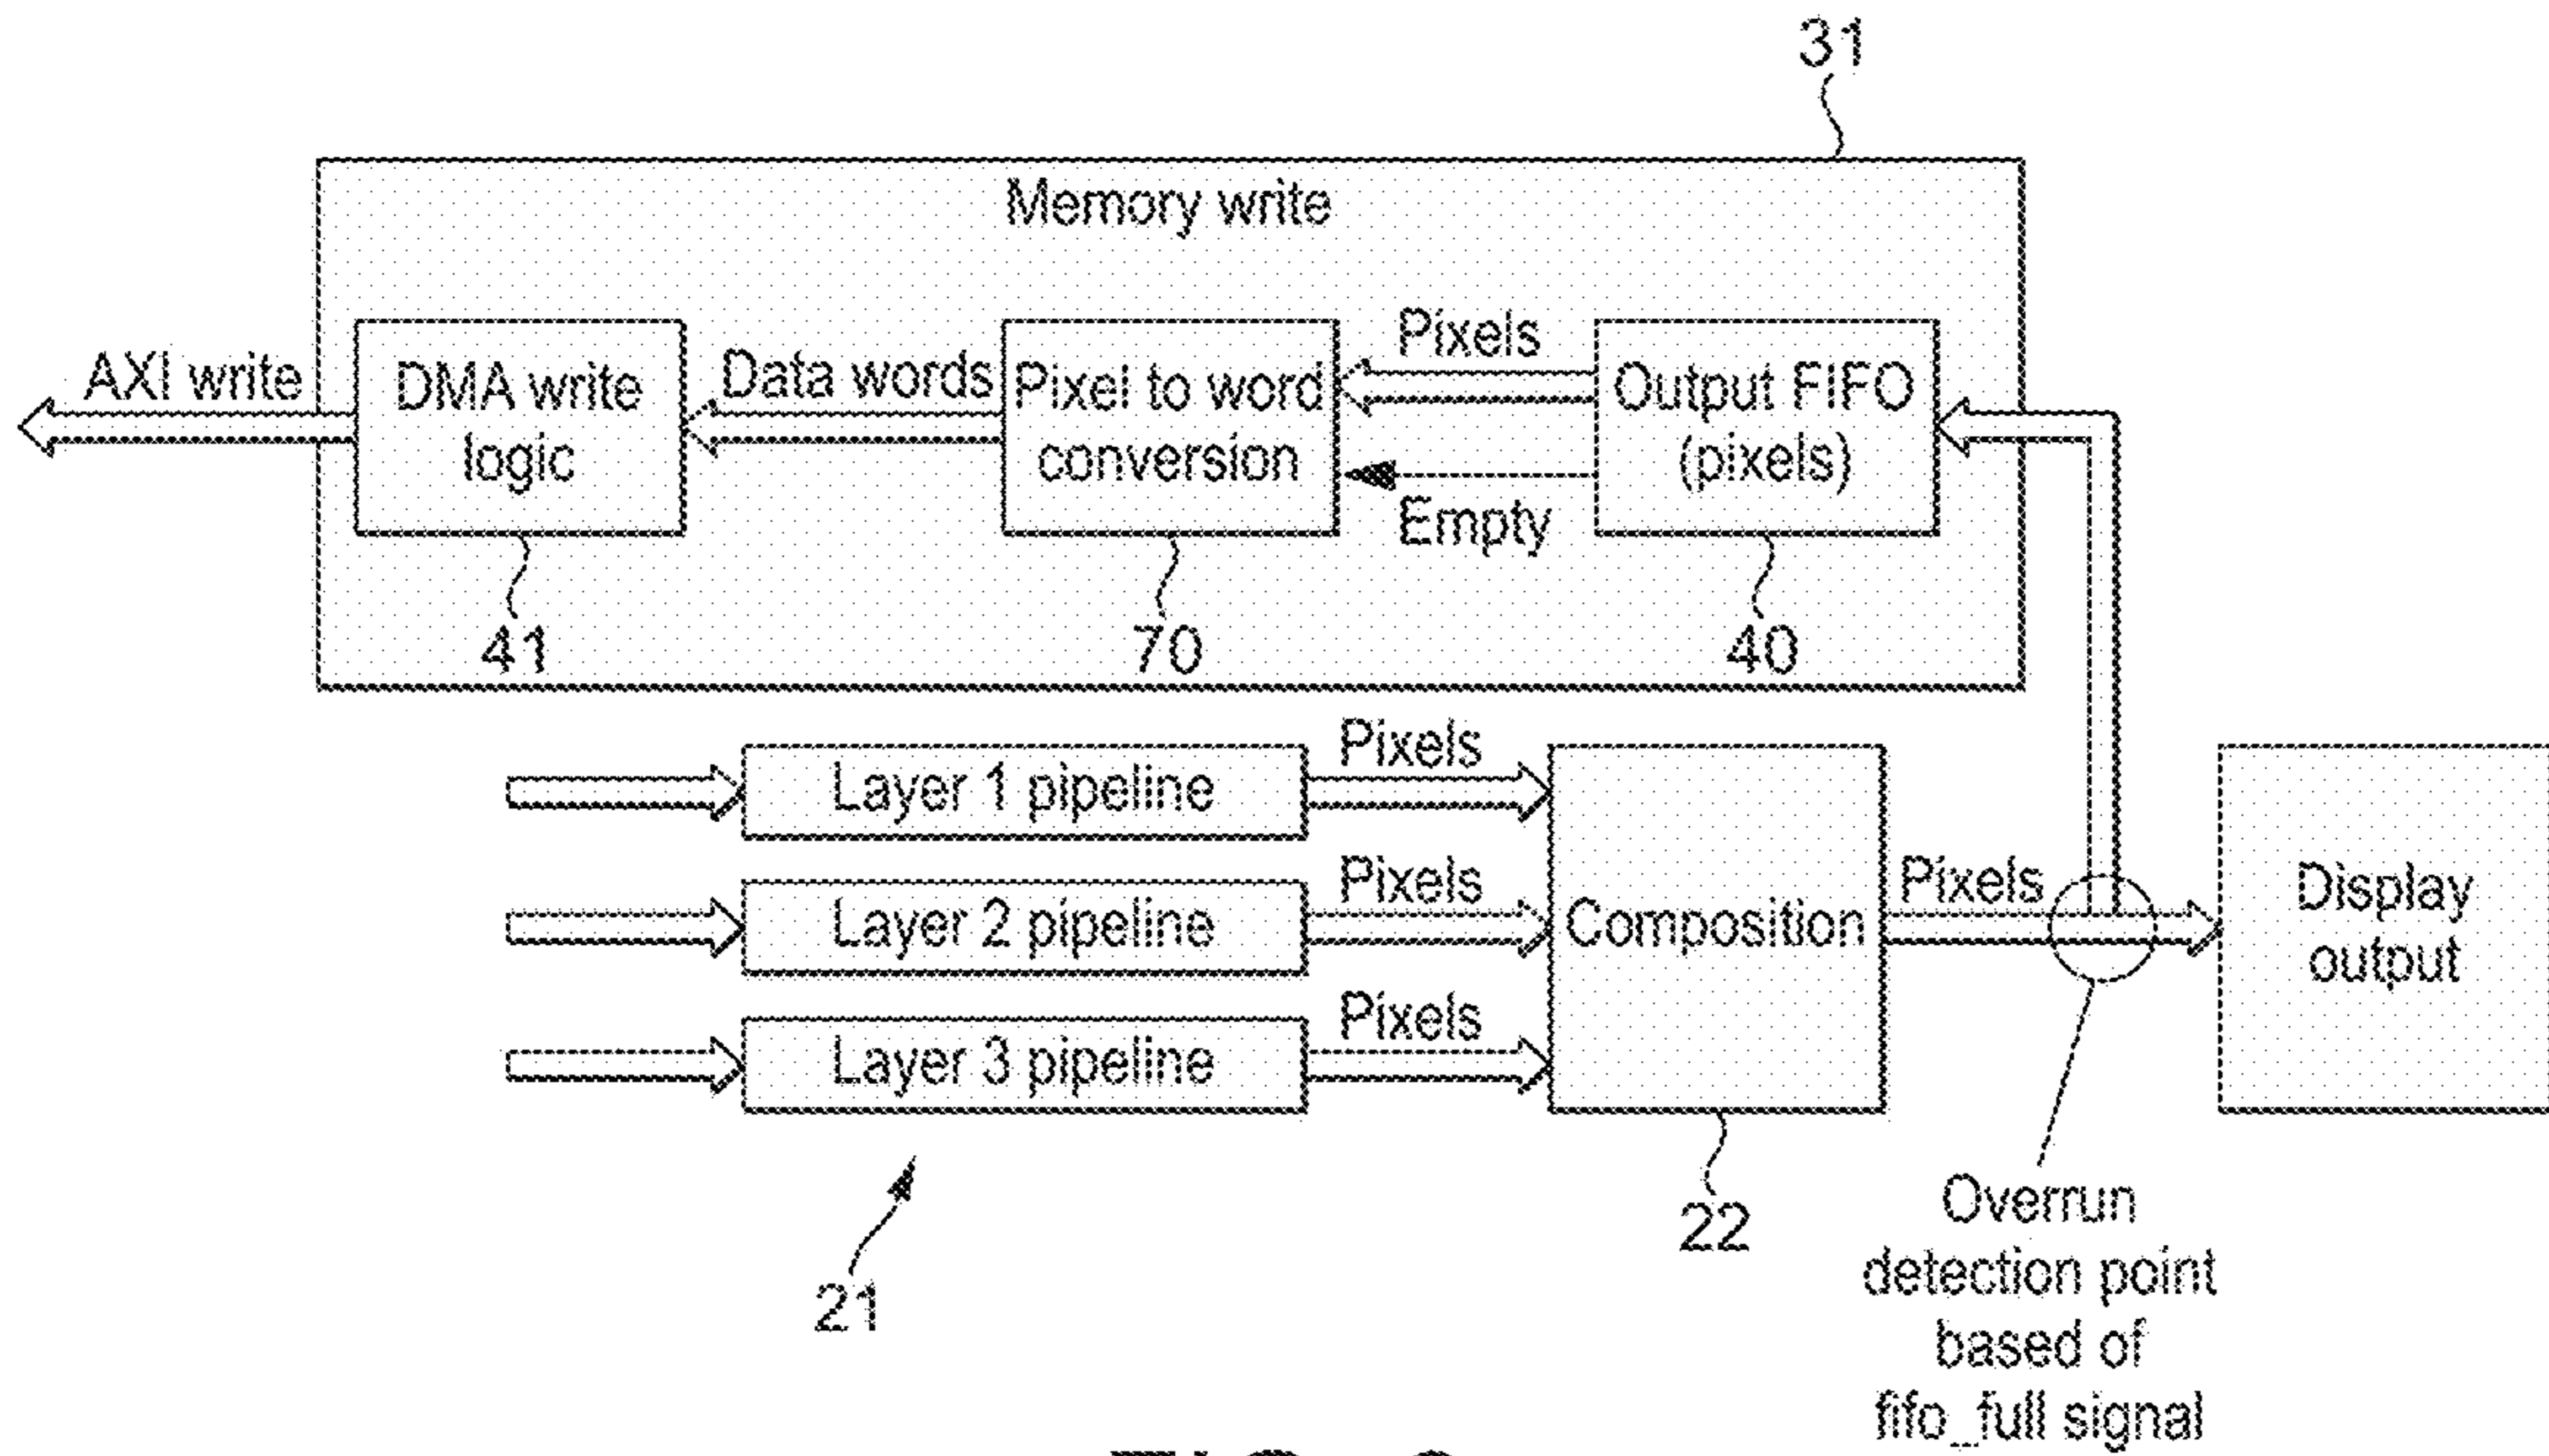 31
Memory write
AXI write
DMA write
logic
Data words
Pixel to word
conversion
Pixels
Empty
Output FIFO
(pixels)
41
70
40
Layer 1 pipeline
Pixels
Layer 2 pipeline
Pixels
Layer 3 pipeline
Pixels
Composition
Pixels
Display
output
21
22
Overrun
detection point
based of
fifo_full signal